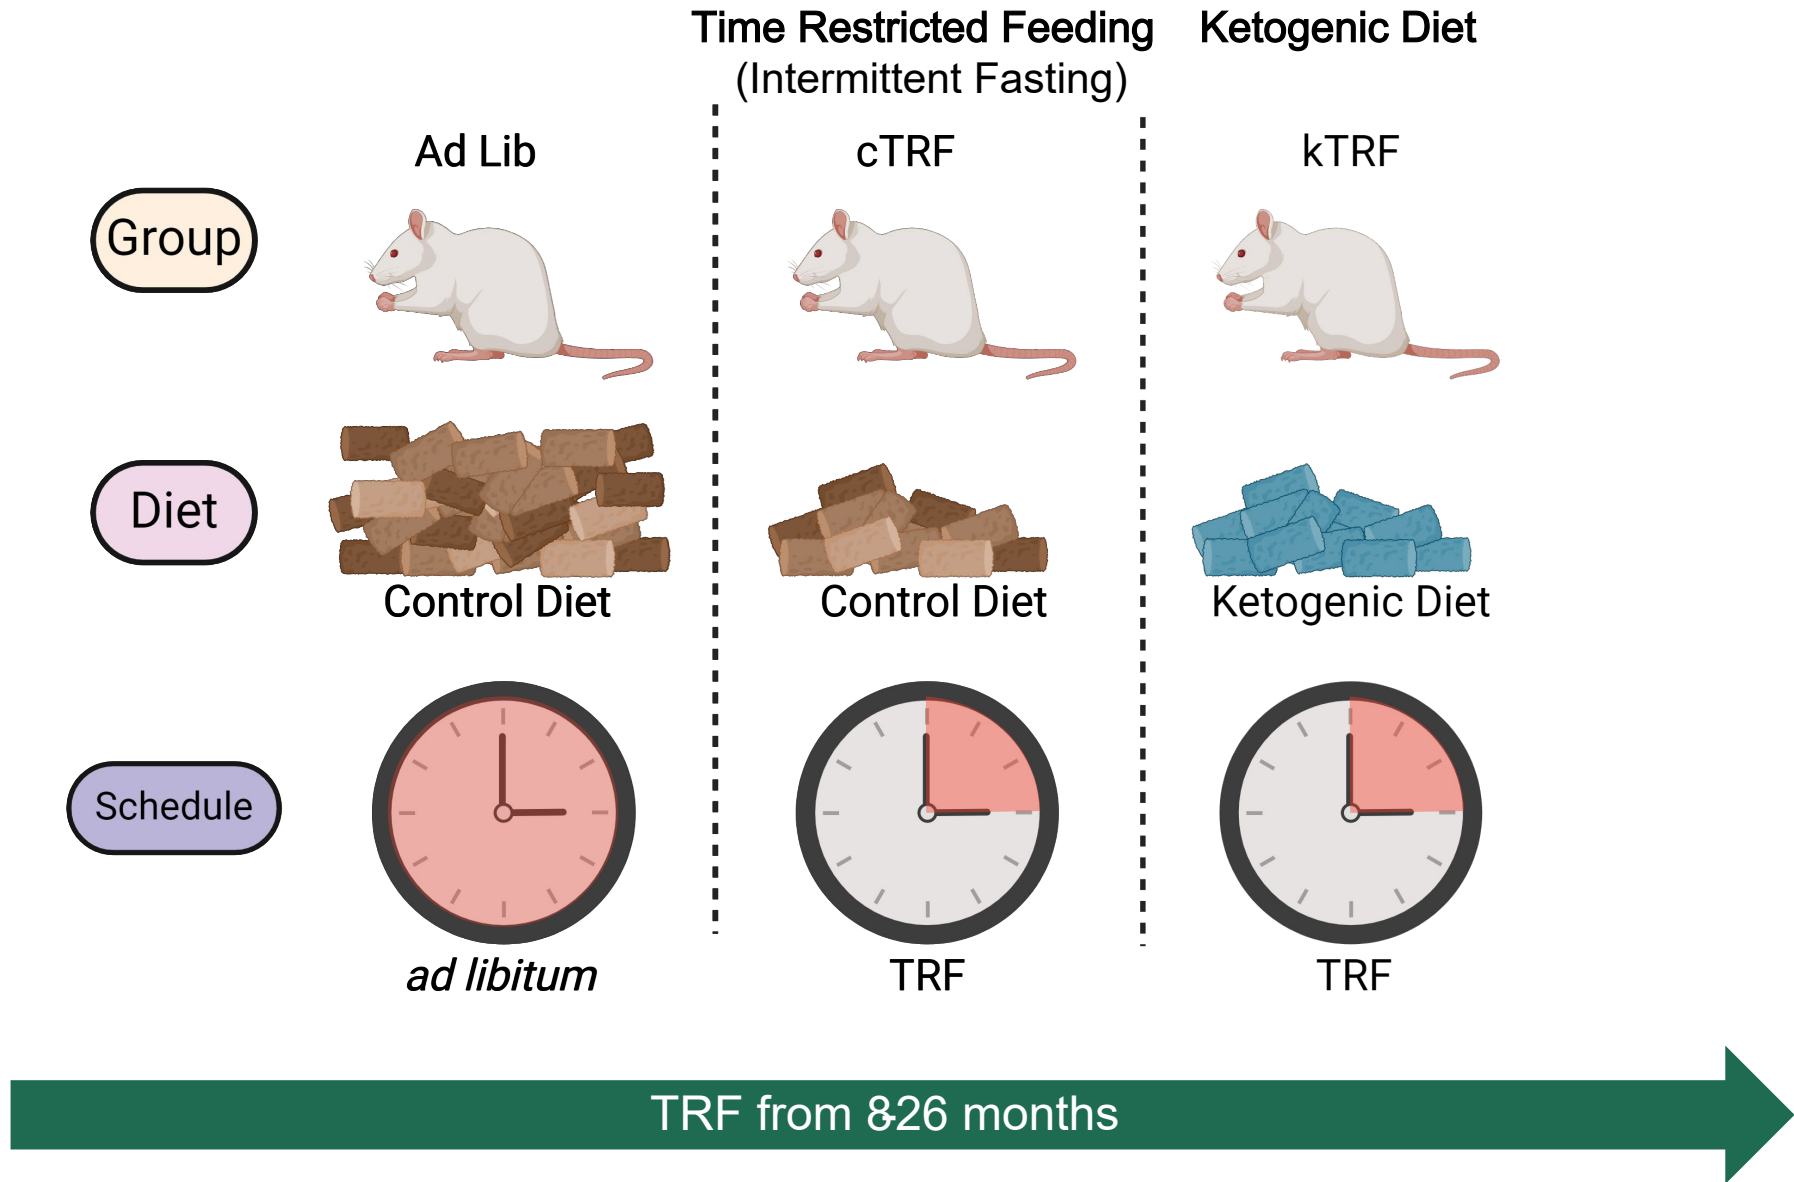 Time Restricted Feeding
(Intermittent Fasting)
Ketogenic Diet
Ad Lib
cTRF
kTRF
Group
Diet
Control Diet
Control Diet
Ketogenic Diet
Schedule
ad libitum
TRF
TRF
TRF from 8-26 months